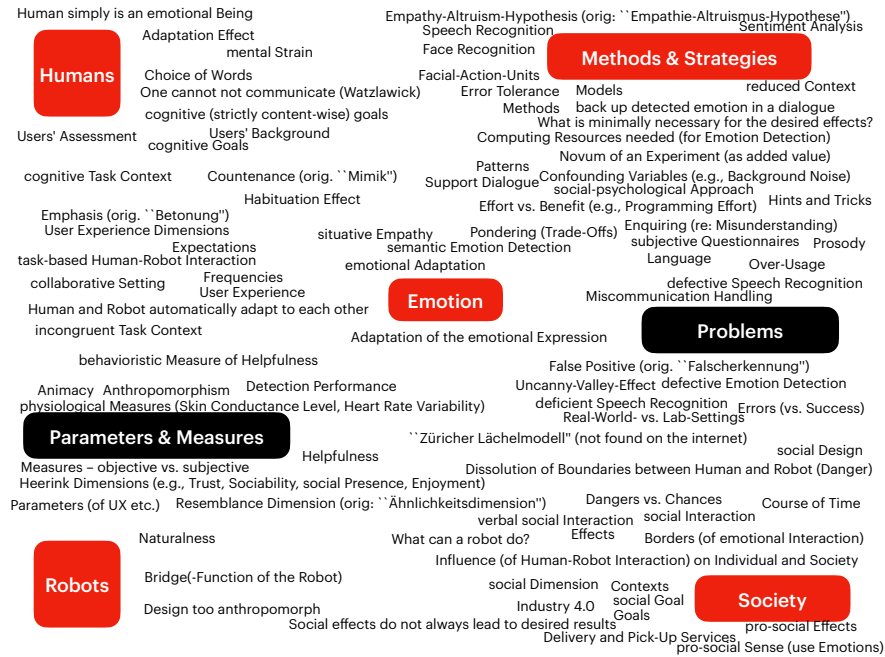 Human simply is an emotional Being
Empathy-Altruism-Hypothesis (orig: ``Empathie-Altruismus-Hypothese")
Adaptation Effect
Speech Recognition
Sentiment Analysis
mental Strain
Face Recognition
Methods & Strategies
Humans
Choice of Words
Facial-Action-Units
One cannot not communicate (Watzlawick)
Error Tolerance
Models
reduced Context
cognitive (strictly content-wise) goals
Methods
back up detected emotion in a dialogue
What is minimally necessary for the desired effects?
Users' Assessment
Users' Background
cognitive Goals
Computing Resources needed (for Emotion Detection)
Novum of an Experiment (as added value)
Patterns
cognitive Task Context
Countenance (orig. ``Mimik")
Support Dialogue
Confounding Variables (e.g., Background Noise)
social-psychological Approach
Habituation Effect
Effort vs. Benefit (e.g., Programming Effort)
Hints and Tricks
Emphasis (orig. ``Betonung")
User Experience Dimensions
situative Empathy
Pondering (Trade-Offs)
Enquiring (re: Misunderstanding)
Expectations
semantic Emotion Detection
subjective Questionnaires
Prosody
task-based Human-Robot Interaction
emotional Adaptation
Language
Over-Usage
collaborative Setting
Frequencies
User Experience
defective Speech Recognition
Miscommunication Handling
Emotion
Human and Robot automatically adapt to each other
incongruent Task Context
Adaptation of the emotional Expression
Problems
behavioristic Measure of Helpfulness
False Positive (orig. ``Falscherkennung")
Animacy
Anthropomorphism
Detection Performance
Uncanny-Valley-Effect
defective Emotion Detection
physiological Measures (Skin Conductance Level, Heart Rate Variability)
deficient Speech Recognition
Errors (vs. Success)
Real-World- vs. Lab-Settings
Parameters & Measures
``Züricher Lächelmodell" (not found on the internet)
Helpfulness
social Design
Measures – objective vs. subjective
Dissolution of Boundaries between Human and Robot (Danger)
Heerink Dimensions (e.g., Trust, Sociability, social Presence, Enjoyment)
Parameters (of UX etc.)
Resemblance Dimension (orig: ``Ähnlichkeitsdimension")
Dangers vs. Chances
Course of Time
verbal social Interaction
social Interaction
Naturalness
What can a robot do?
Effects
Borders (of emotional Interaction)
Influence (of Human-Robot Interaction) on Individual and Society
Robots
Bridge(-Function of the Robot)
social Dimension
Contexts
Society
Design too anthropomorph
Industry 4.0
social Goal
Goals
Social effects do not always lead to desired results
pro-social Effects
Delivery and Pick-Up Services
pro-social Sense (use Emotions)